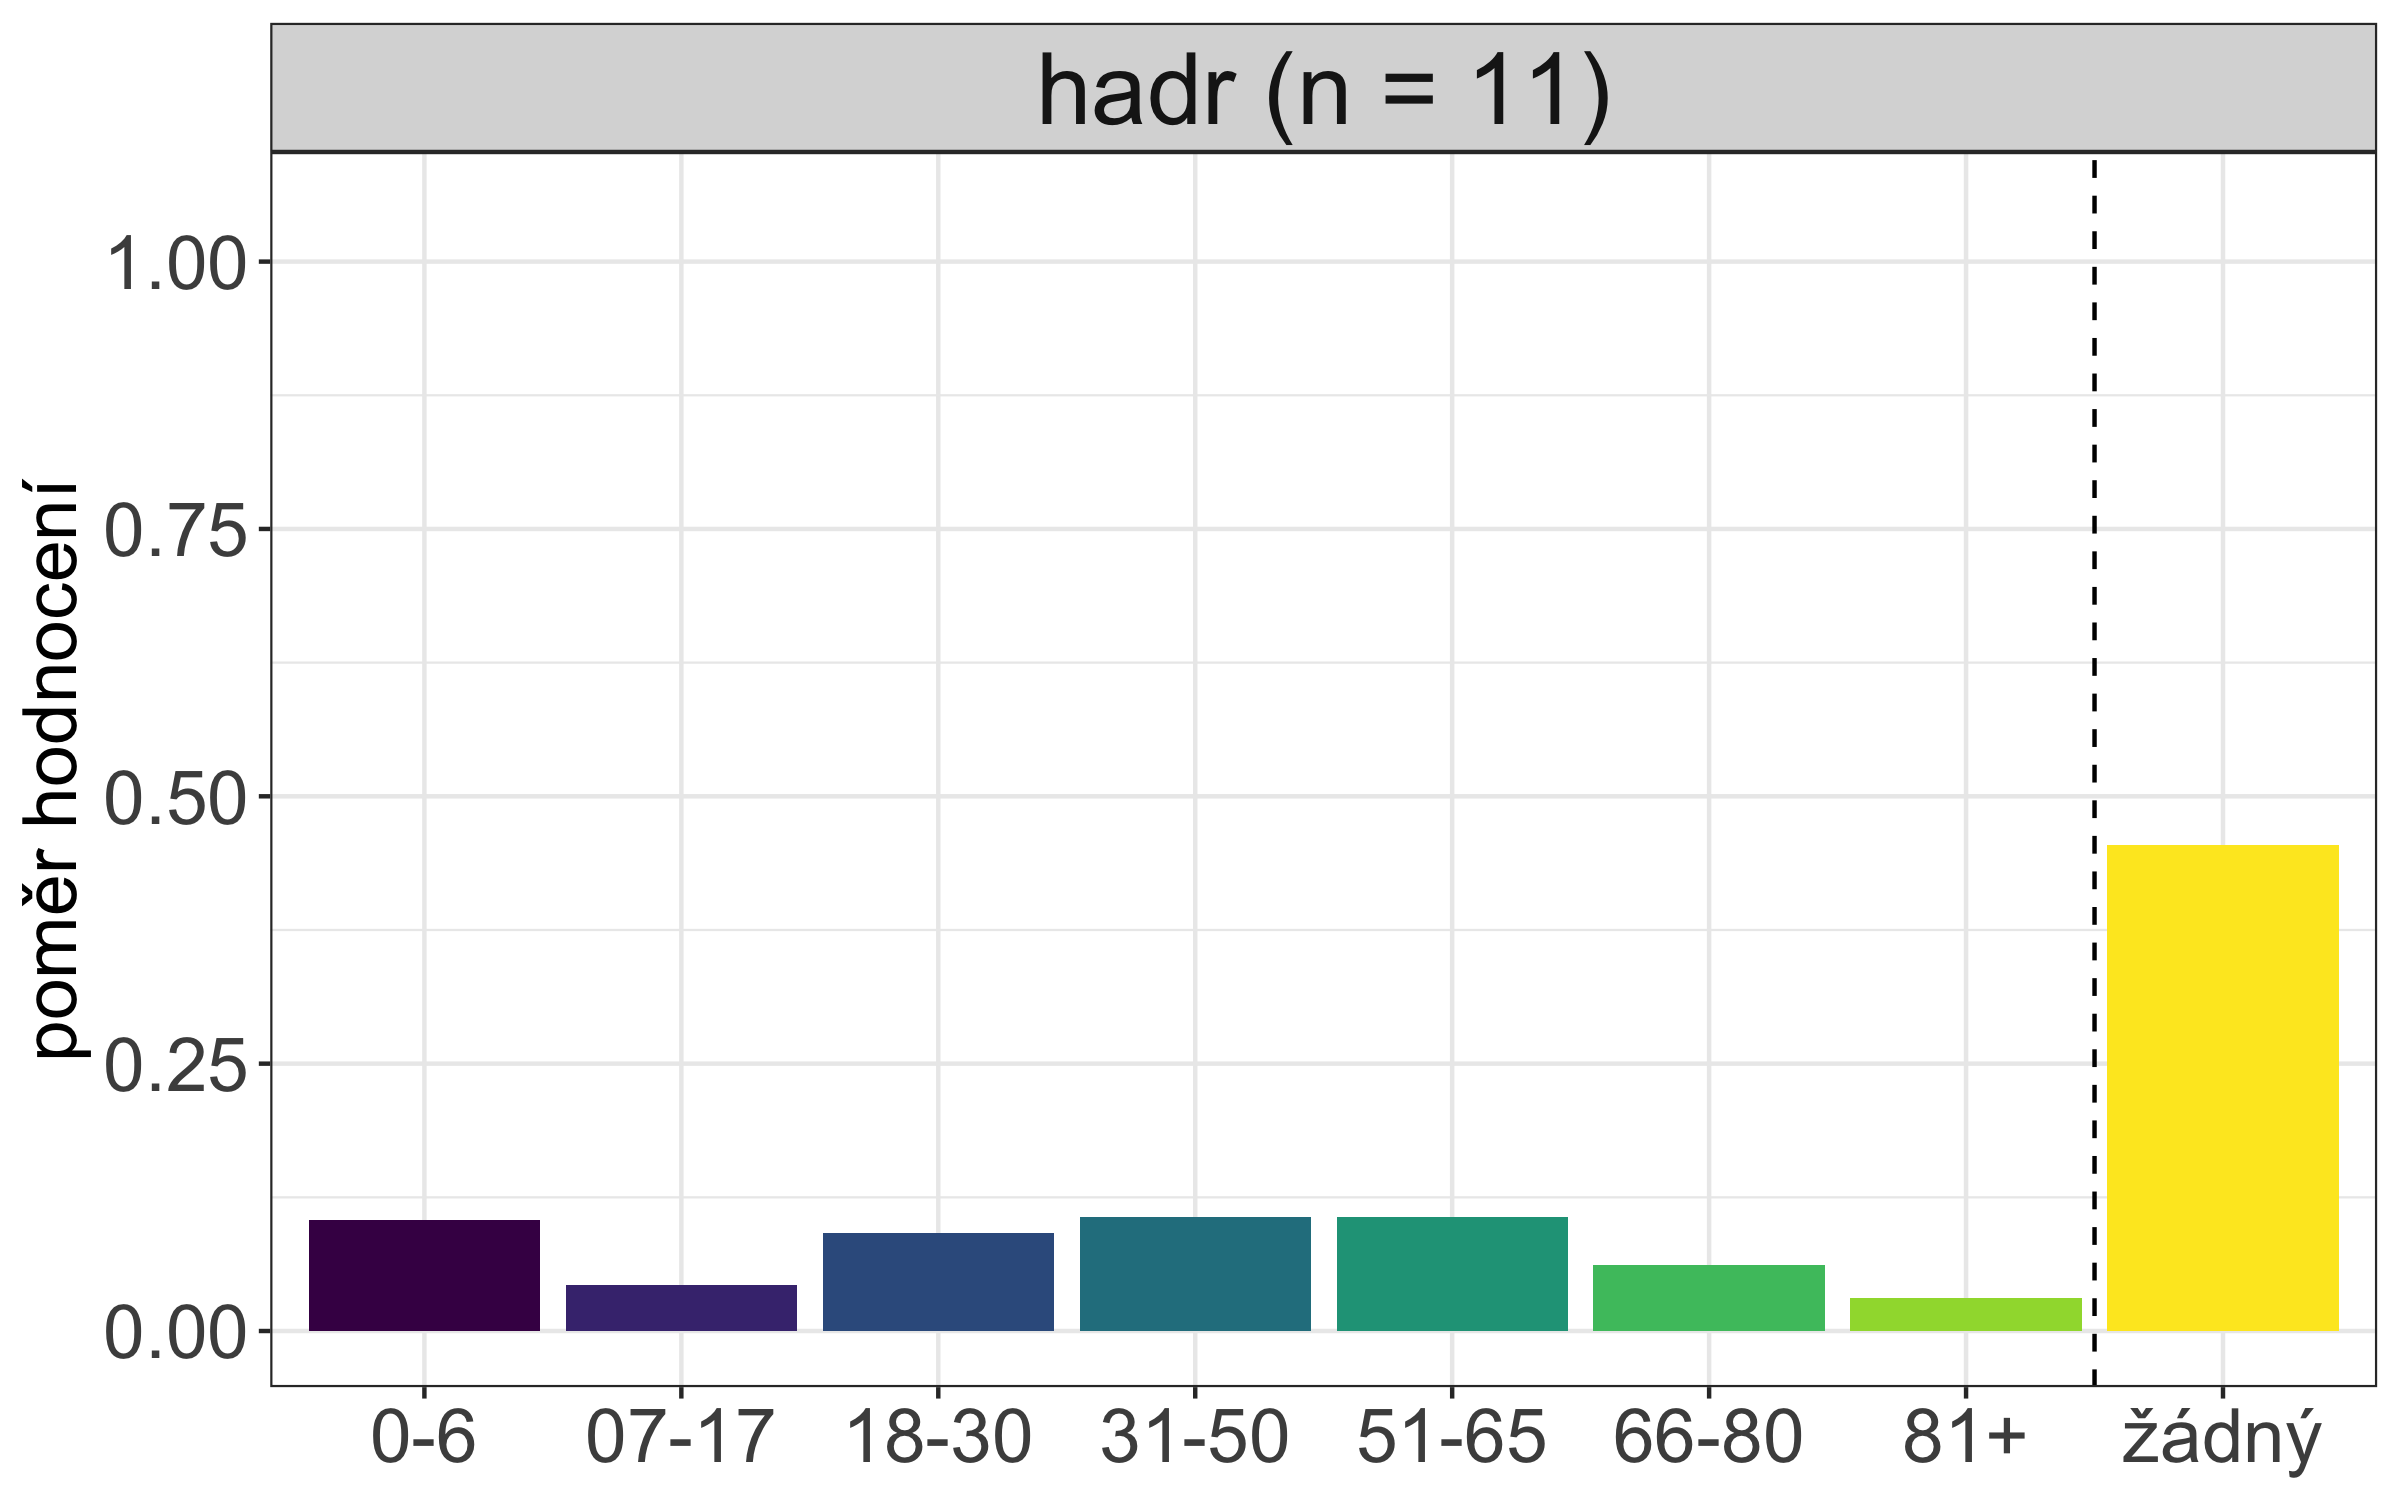 hadr (n = 11)
poměr hodnocení
1.00
0.75
0.50
0.25
0.00
0-6 07-17 18-30 31-50 51-65 66-80 81+ žádný